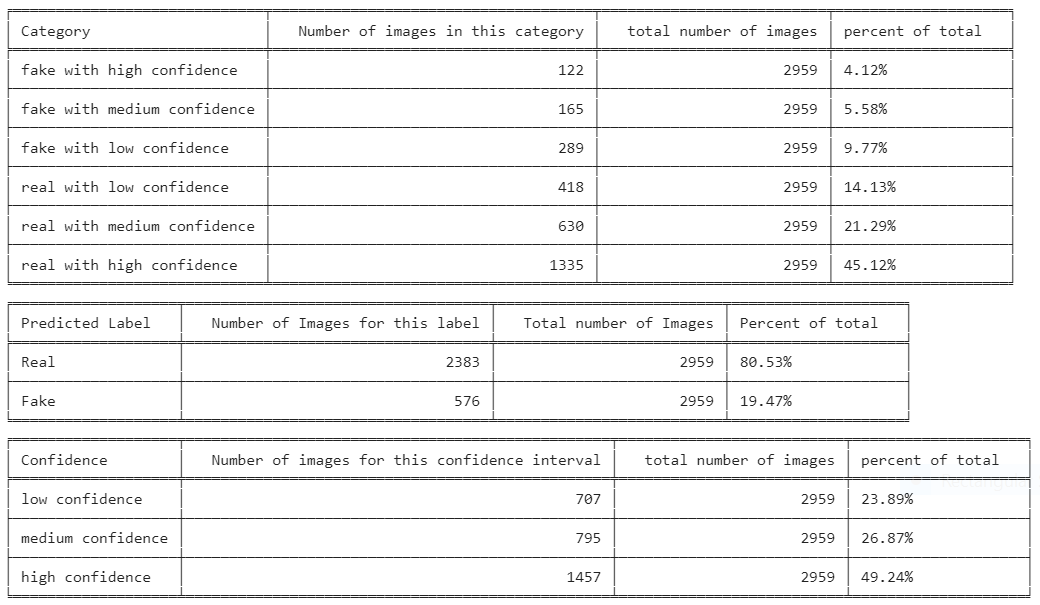 Category Number of images in this category total number of images percent of total
fake with high confidence 122 2959 4.12%
fake with medium confidence 165 2959 5.58%
fake with low confidence 289 2959 9.77%
real with low confidence 418 2959 14.13%
real with medium confidence 630 2959 21.29%
real with high confidence 1335 2959 45.12%
Predicted Label Number of Images for this label Total number of Images Percent of total
Real 2383 2959 80.53%
Fake 576 2959 19.47%
Confidence Number of images for this confidence interval total number of images percent of total
low confidence 707 2959 23.89%
medium confidence 795 2959 26.87%
high confidence 1457 2959 49.24%